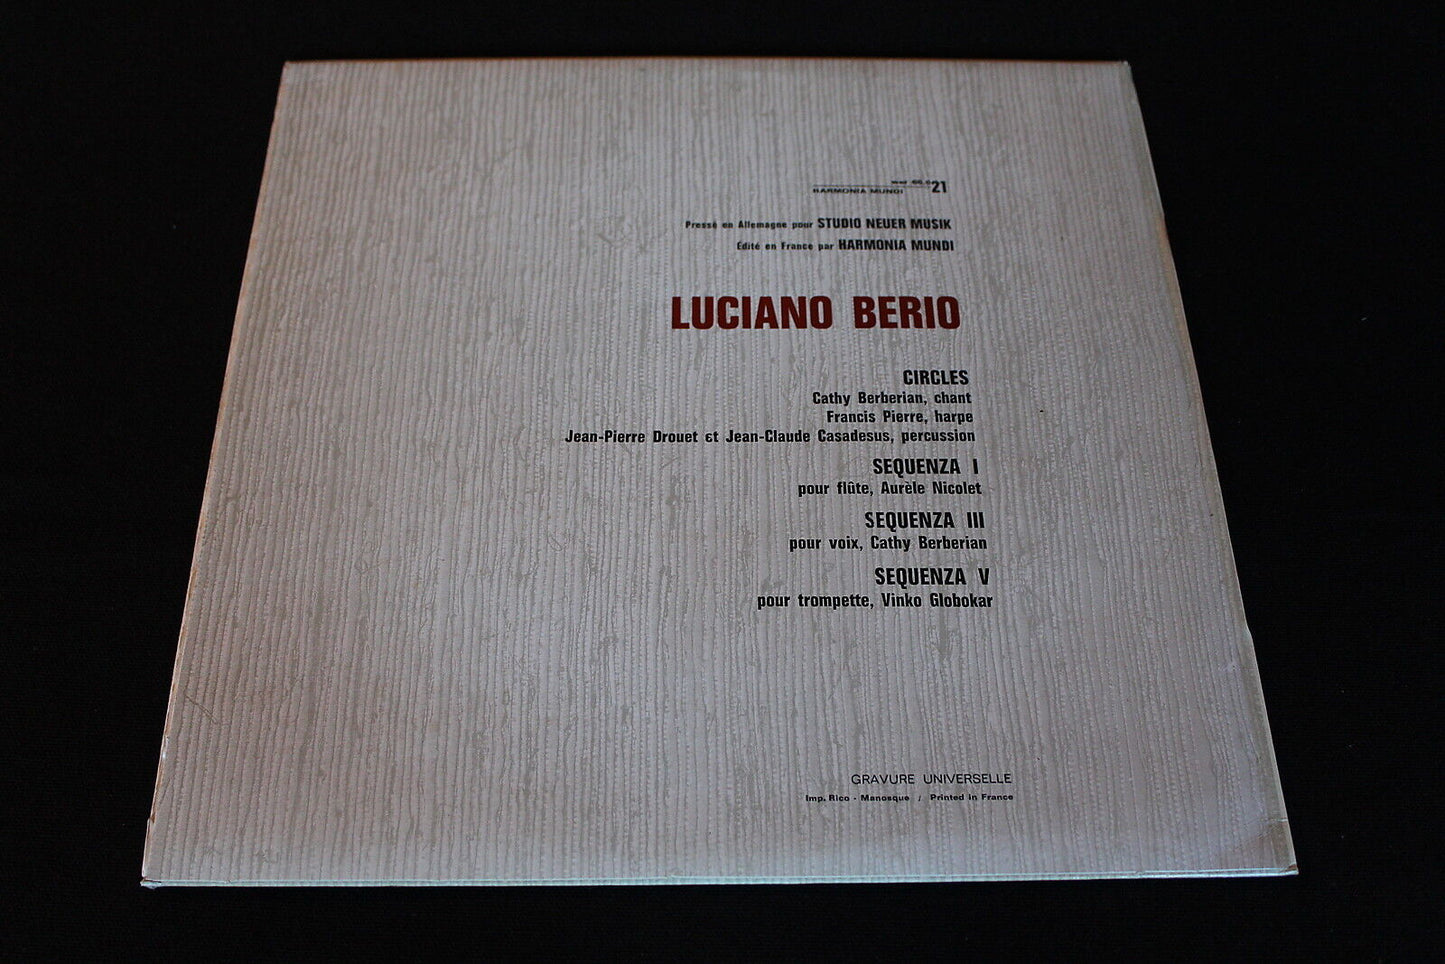 21
HARMONIA MUNDI
Pressé en Allemagne pour STUDIO NEUER MUSIK
Édité en France par HARMONIA MUNDI
LUCIANO BERIO
CIRCLES
Cathy Berberian, chant
Francis Pierre, harpe
Jean-Pierre Drouet et Jean-Claude Casadesus, percussion
SEQUENZA I
pour flûte, Aurèle Nicolet
SEQUENZA III
pour voix, Cathy Berberian
SEQUENZA V
pour trompette, Vinko Globokar
GRAVURE UNIVERSELLE
Imp. Rico - Manosque / Printed in France